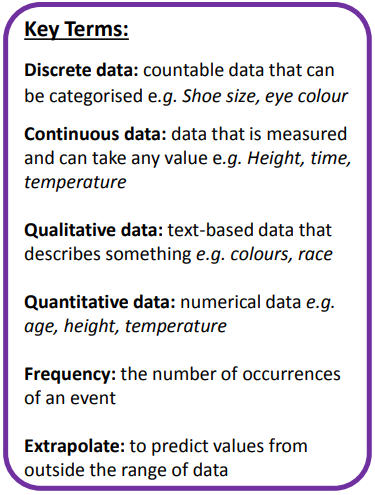 Key Terms:
Discrete data: countable data that can
be categorised e.g. Shoe size, eye colour
Continuous data: data that is measured
and can take any value e.g. Height, time,
temperature
Qualitative data: text-based data that
describes something e.g. colours, race
Quantitative data: numerical data e.g.
age, height, temperature
Frequency: the number of occurrences
of an event
Extrapolate: to predict values from
outside the range of data